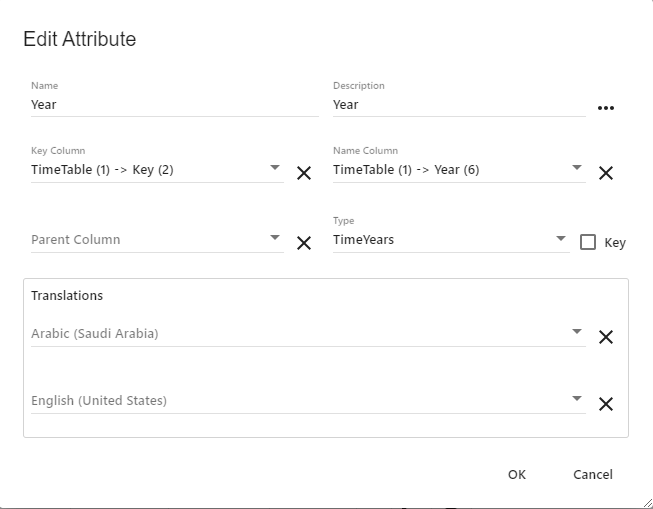 Edit Attribute
Name
Description
Year
Year
Key Column
Name Column
TimeTable (1) -> Key (2)
TimeTable (1) -> Year (6)
Type
Parent Column
TimeYears
Key
Translations
Arabic (Saudi Arabia)
English (United States)
OK
Cancel